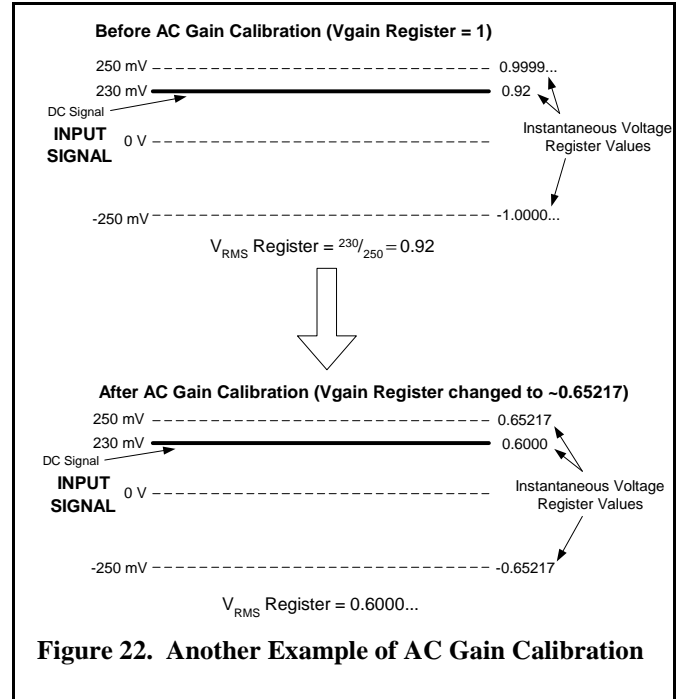 Before AC Gain Calibration (Vgain Register = 1)
250 mV 0.9999...
230 mV 0.92
DC Signal
INPUT SIGNAL
0 V
Instantaneous Voltage Register Values
-250 mV -1.0000...
VRMS Register = 230/250 = 0.92
After AC Gain Calibration (Vgain Register changed to ~0.65217)
250 mV 0.65217
230 mV 0.6000
DC Signal
INPUT SIGNAL
0 V
Instantaneous Voltage Register Values
-250 mV -0.65217
VRMS Register = 0.6000...
Figure 22. Another Example of AC Gain Calibration